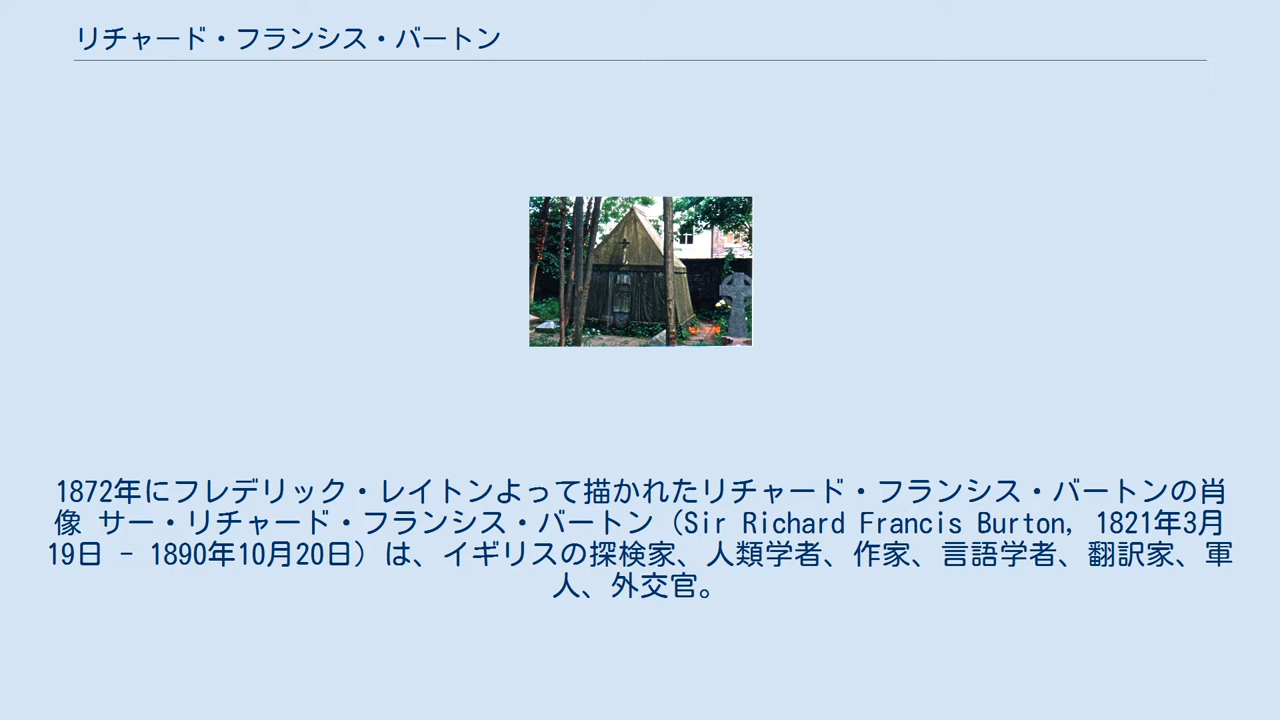 リチャード・フランシス・バートン
1872年にフレデリック・レイトンよって描かれたリチャード・フランシス・バートンの肖
像 サー・リチャード・フランシス・バートン（Sir Richard Francis Burton, 1821年3月
19日 - 1890年10月20日）は、イギリスの探検家、人類学者、作家、言語学者、翻訳家、軍
人、外交官。